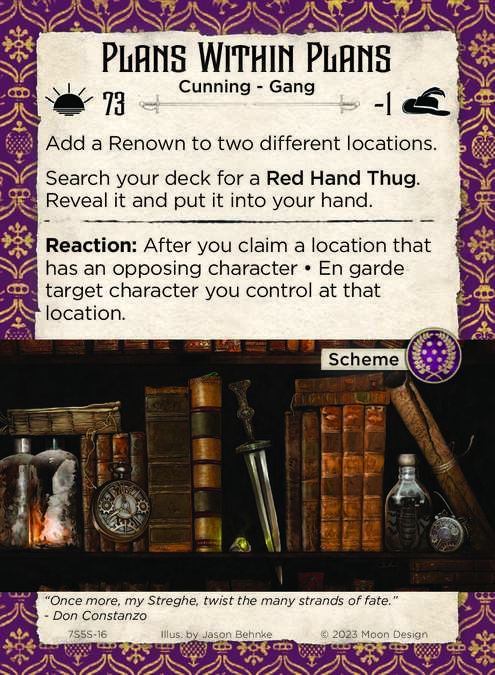 Plans Within Plans
Cunning - Gang
73
-1
Add a Renown to two different locations.
Search your deck for a Red Hand Thug.
Reveal it and put it into your hand.
Reaction: After you claim a location that
has an opposing character • En garde
target character you control at that
location.
Scheme
“Once more, my Streghe, twist the many strands of fate.”
- Don Constanzo
7S5S-16 Illus. by Jason Behnke © 2023 Moon Design